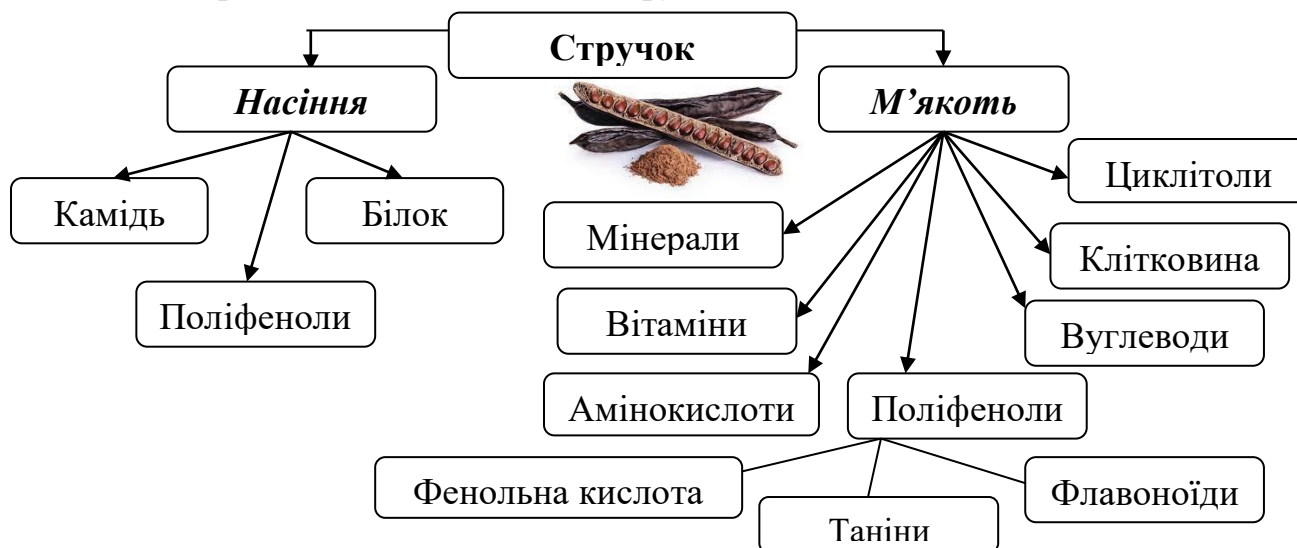 Стручок
Насіння
М’якоть
Камідь
Білок
Поліфеноли
Циклітоли
Мінерали
Клітковина
Вітаміни
Вуглеводи
Амінокислоти
Поліфеноли
Фенольна кислота
Таніни
Флавоноїди